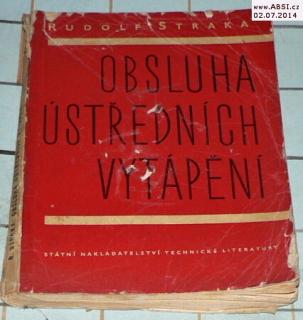 www.ABSI.cz
02.07.2014
RUDOLF STRAKA
OBSLUHA
ÚSTŘEDNÍCH
VYTÁPĚNÍ
STÁTNÍ NAKLADATELSTVÍ TECHNICKÉ LITERATURY